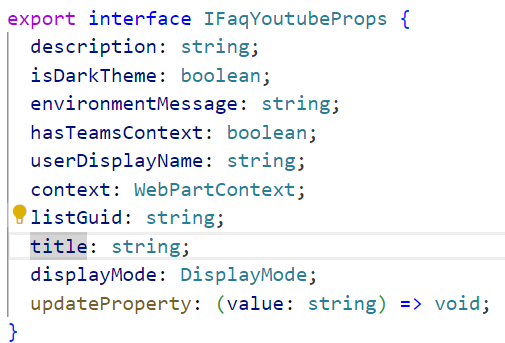 export interface IFaqYoutubeProps {
  description: string;
  isDarkTheme: boolean;
  environmentMessage: string;
  hasTeamsContext: boolean;
  userDisplayName: string;
  context: WebPartContext;
  listGuid: string;
  title: string;
  displayMode: DisplayMode;
  updateProperty: (value: string) => void;
}